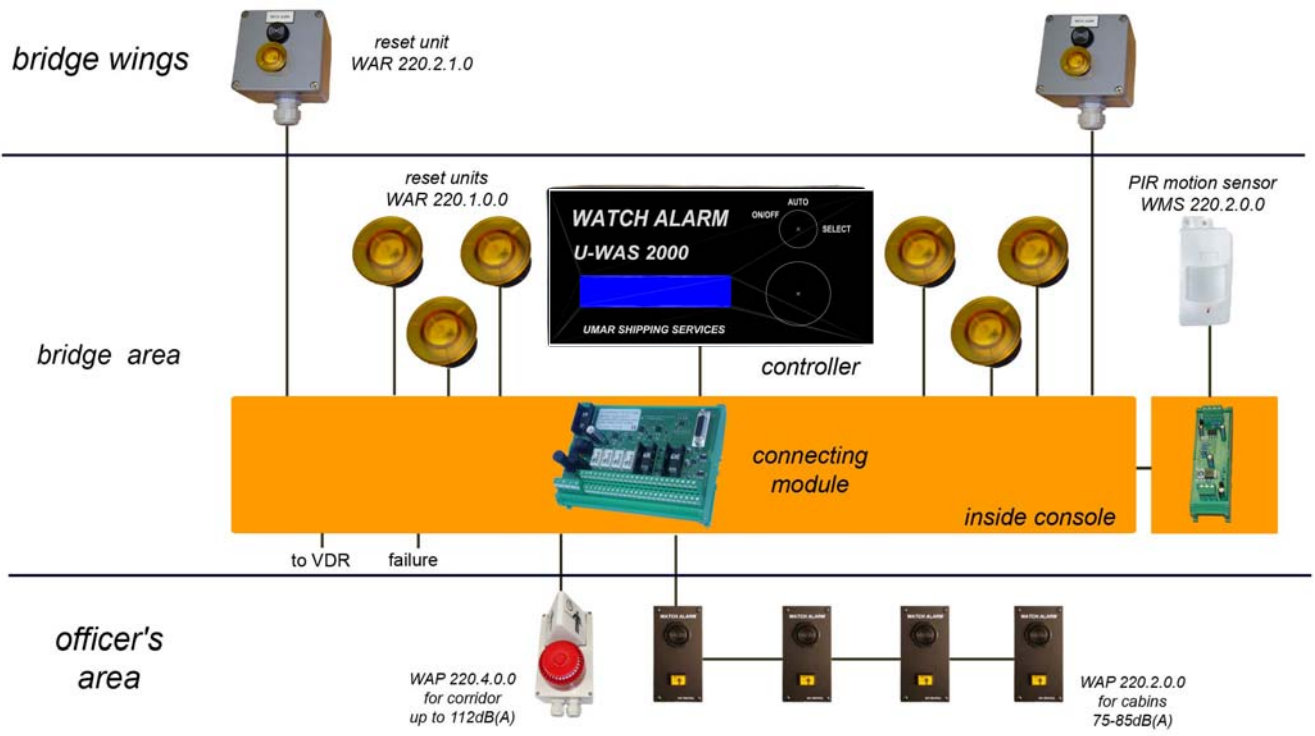 bridge wings
reset unit
WAR 220.2.1.0
WATCH ALARM
reset units
WAR 220.1.0.0
PIR motion sensor
WMS 220.2.0.0
WATCH ALARM
U-WAS 2000
AUTO
ON/OFF
SELECT
UMAR SHIPPING SERVICES
bridge area
controller
connecting
module
inside console
to VDR
failure
officer's
area
WAP 220.4.0.0
for corridor
up to 112dB(A)
WATCH ALARM
WATCH ALARM
WATCH ALARM
WATCH ALARM
WAP 220.2.0.0
for cabins
75-85dB(A)